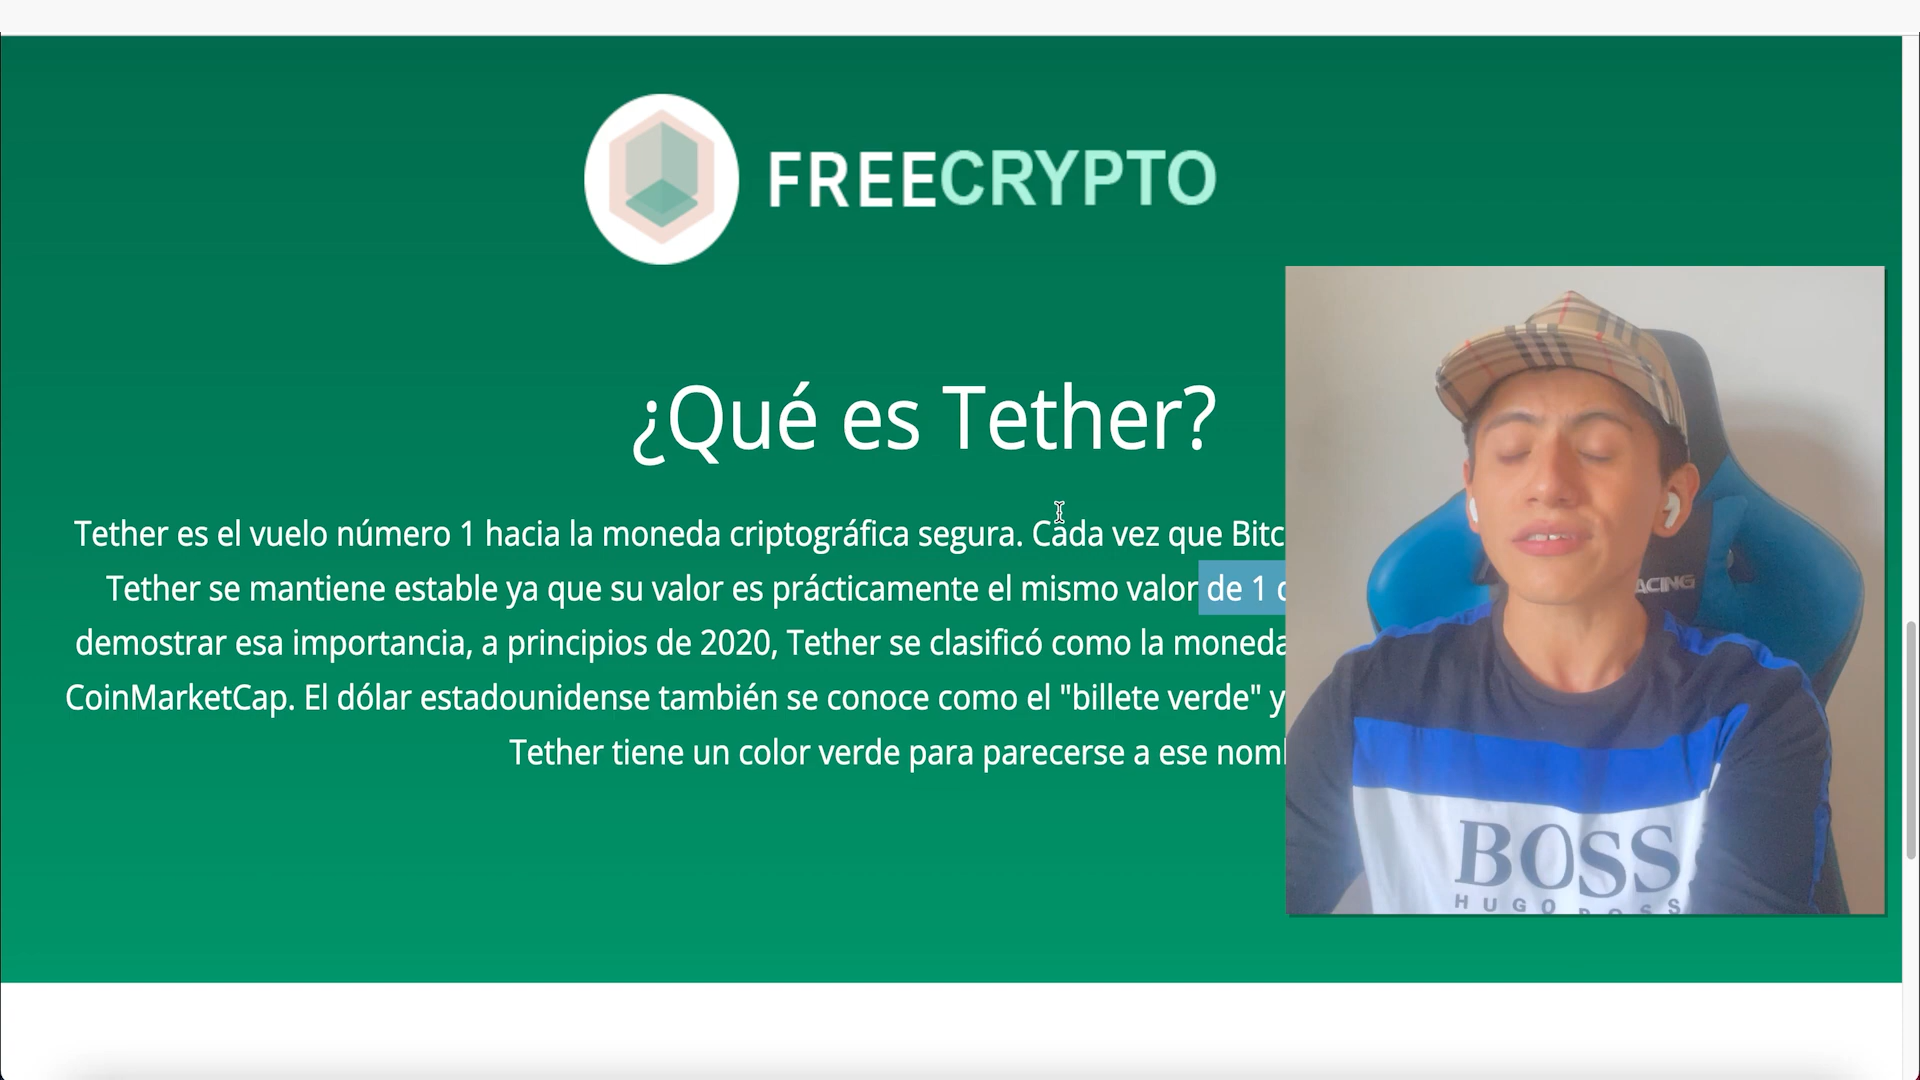 FREECRYPTO
¿Qué es Tether?
Tether es el vuelo número 1 hacia la moneda criptográfica segura. Cada vez que
Tether se mantiene estable ya que su valor es prácticamente el mismo valor de 1
demostrar esa importancia, a principios de 2020, Tether se clasificó como la moneda
CoinMarketCap. El dólar estadounidense también se conoce como el "billete verde" y
Tether tiene un color verde para parecerse a ese
ACING
BOSS
HUGO BOSS